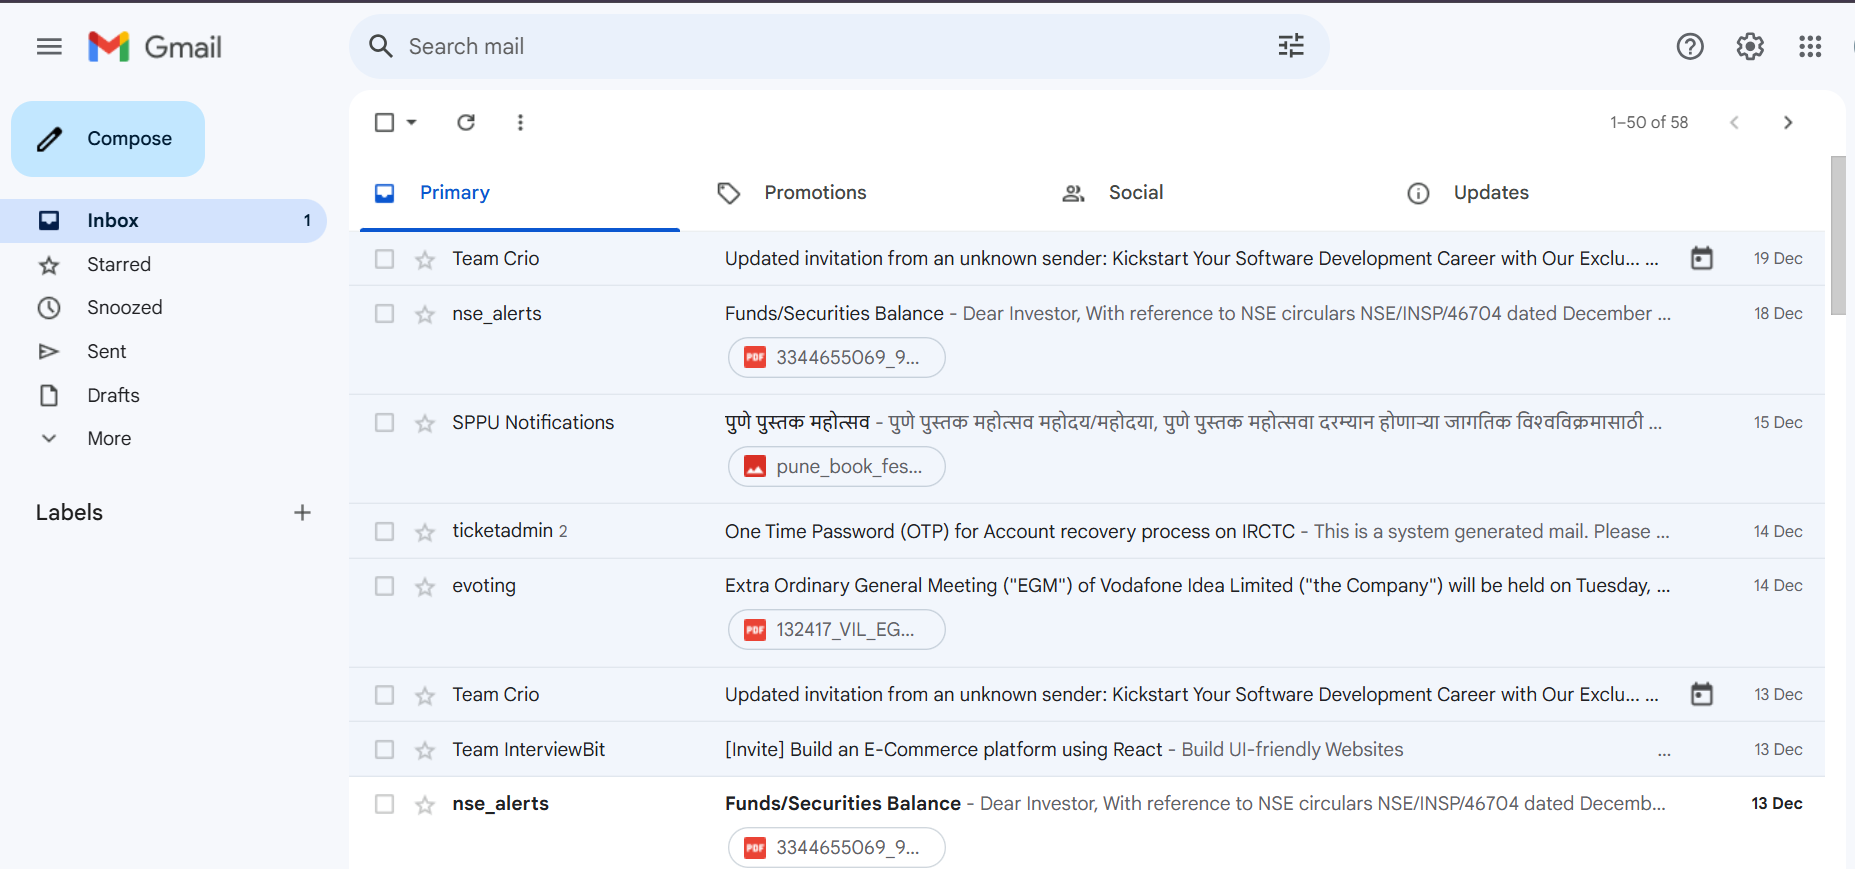 Gmail
Search mail
Compose
1–50 of 58
Primary
Promotions
Social
Updates
Inbox 1
Starred
Snoozed
Sent
Drafts
More
Labels
Team Crio Updated invitation from an unknown sender: Kickstart Your Software Development Career with Our Exclu... ... 19 Dec
nse_alerts Funds/Securities Balance - Dear Investor, With reference to NSE circulars NSE/INSP/46704 dated December ... 18 Dec
PDF 3344655069_9...
SPPU Notifications पुणे पुस्तक महोत्सव - पुणे पुस्तक महोत्सव महोदय/महोदया, पुणे पुस्तक महोत्सवा दरम्यान होणाऱ्या जागतिक विश्वविक्रमासाठी ... 15 Dec
pune_book_fes...
ticketadmin 2 One Time Password (OTP) for Account recovery process on IRCTC - This is a system generated mail. Please ... 14 Dec
evoting Extra Ordinary General Meeting ("EGM") of Vodafone Idea Limited ("the Company") will be held on Tuesday, ... 14 Dec
PDF 132417_VIL_EG...
Team Crio Updated invitation from an unknown sender: Kickstart Your Software Development Career with Our Exclu... ... 13 Dec
Team InterviewBit [Invite] Build an E-Commerce platform using React - Build UI-friendly Websites ... 13 Dec
nse_alerts Funds/Securities Balance - Dear Investor, With reference to NSE circulars NSE/INSP/46704 dated Decemb... 13 Dec
PDF 3344655069_9...